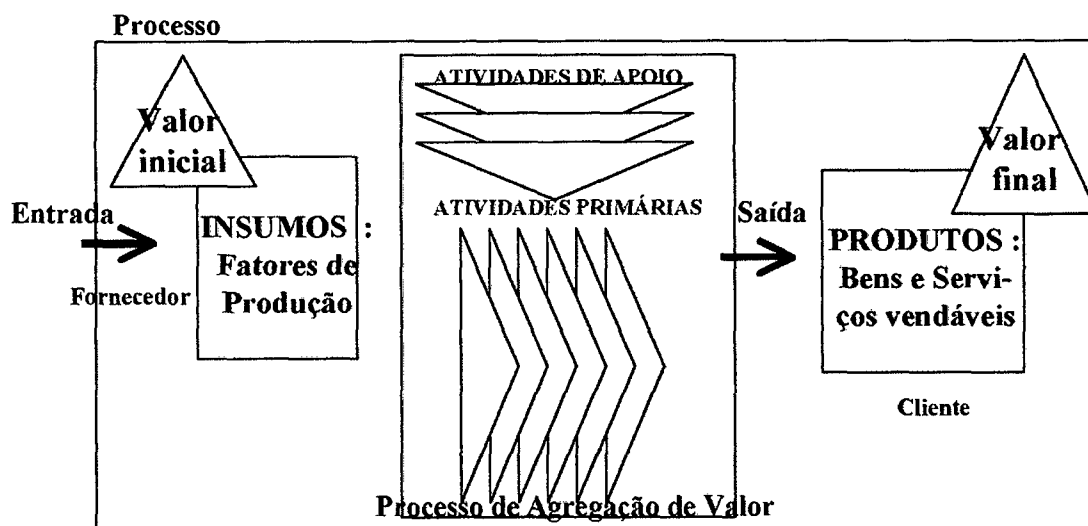 Processo
ATIVIDADES DE APOIO
Valor
inicial
Valor
final
Entrada
INSUMOS :
Fatores de
Produção
Fornecedor
ATIVIDADES PRIMÁRIAS
Saída
PRODUTOS :
Bens e Servi-
ços vendáveis
Cliente
Processo de Agregação de Valor